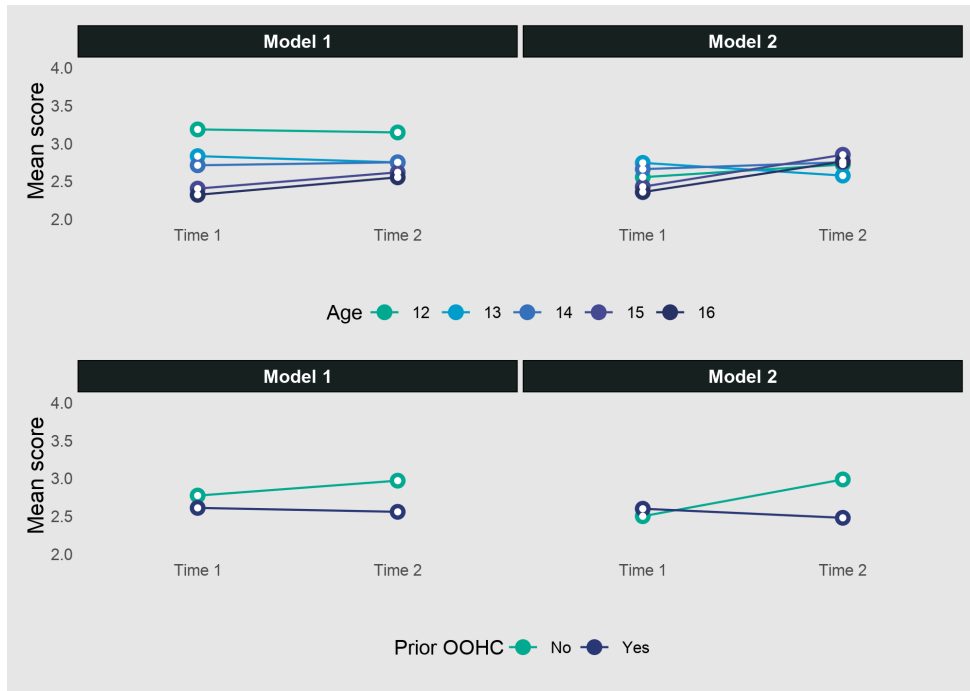 Model 1 Model 2
4.0
3.5
3.0
2.5
2.0
Mean score
Time 1 Time 2 Time 1 Time 2
Age 12 13 14 15 16
Model 1 Model 2
4.0
3.5
3.0
2.5
2.0
Mean score
Time 1 Time 2 Time 1 Time 2
Prior OOHC No Yes